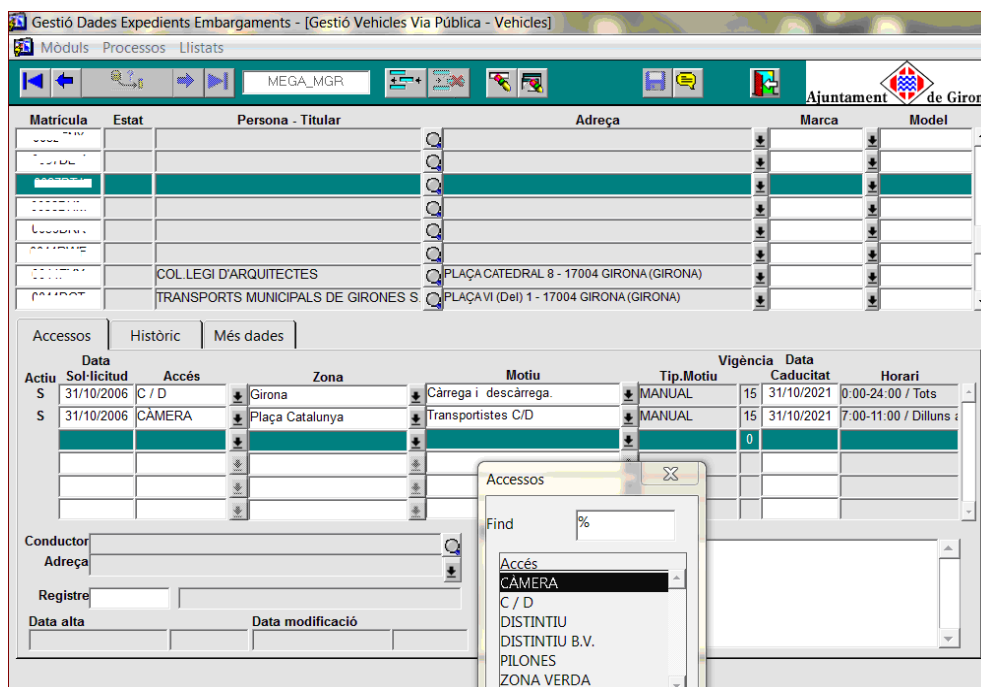 Gestió Dades Expedients Embargaments - [Gestió Vehicles Via Pública - Vehicles]
Mòduls Processos Llistats
MEGA_MGR
Ajuntament de Giron
Matrícula Estat Persona - Titular Adreça Marca Model
COL.LEGI D'ARQUITECTES PLAÇA CATEDRAL 8 - 17004 GIRONA (GIRONA)
TRANSPORTS MUNICIPALS DE GIRONES S. PLAÇA VI (Del) 1 - 17004 GIRONA (GIRONA)
Accessos Històric Més dades
Data Vigència Data
Actiu Sol·licitud Accés Zona Motiu Tip.Motiu Caducitat Horari
S 31/10/2006 C / D Girona Càrrega i descàrrega. MANUAL 15 31/10/2021 0:00-24:00 / Tots
S 31/10/2006 CÀMERA Plaça Catalunya Transportistes C/D MANUAL 15 31/10/2021 7:00-11:00 / Dilluns a
0
Accessos
Find %
Accés
CÀMERA
C / D
DISTINTIU
DISTINTIU B.V.
PILONES
ZONA VERDA
Conductor
Adreça
Registre
Data alta Data modificació